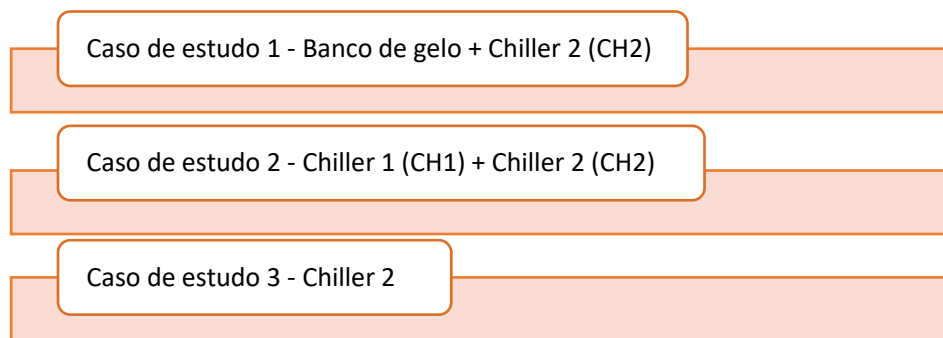 Caso de estudo 1 - Banco de gelo + Chiller 2 (CH2)
Caso de estudo 2 - Chiller 1 (CH1) + Chiller 2 (CH2)
Caso de estudo 3 - Chiller 2